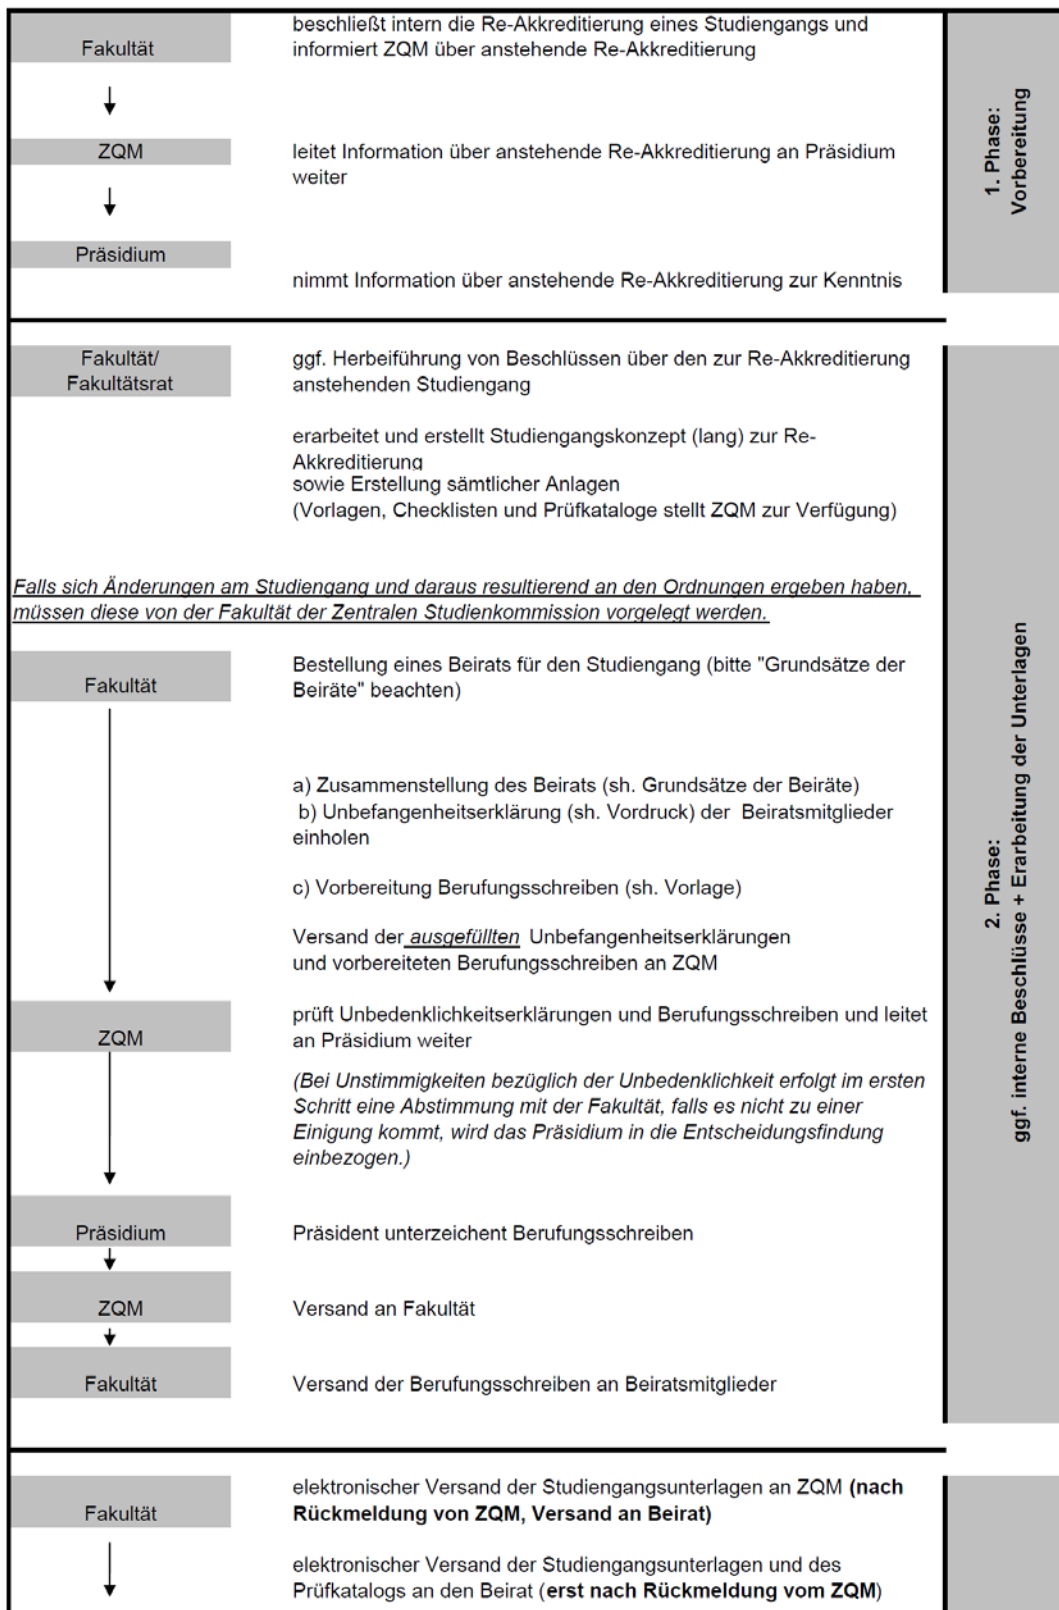 beschließt intern die Re-Akkreditierung eines Studiengangs und
Fakultät
informiert ZQM über anstehende Re-Akkreditierung
ZQM
leitet Information über anstehende Re-Akkreditierung an Präsidium
weiter
Präsidium
nimmt Information über anstehende Re-Akkreditierung zur Kenntnis
1. Phase:
Vorbereitung
Fakultät/
Fakultätsrat
ggf. Herbeiführung von Beschlüssen über den zur Re-Akkreditierung
anstehenden Studiengang
erarbeitet und erstellt Studiengangskonzept (lang) zur Re-
Akkreditierung
sowie Erstellung sämtlicher Anlagen
(Vorlagen, Checklisten und Prüfkataloge stellt ZQM zur Verfügung)
Falls sich Änderungen am Studiengang und daraus resultierend an den Ordnungen ergeben haben,
müssen diese von der Fakultät der Zentralen Studienkommission vorgelegt werden.
Fakultät
Bestellung eines Beirats für den Studiengang (bitte "Grundsätze der
Beiräte" beachten)
a) Zusammenstellung des Beirats (sh. Grundsätze der Beiräte)
b) Unbefangenheitserklärung (sh. Vordruck) der Beiratsmitglieder
einholen
c) Vorbereitung Berufungsschreiben (sh. Vorlage)
Versand der ausgefüllten Unbefangenheitserklärungen
und vorbereiteten Berufungsschreiben an ZQM
ZQM
prüft Unbedenklichkeitserklärungen und Berufungsschreiben und leitet
an Präsidium weiter
(Bei Unstimmigkeiten bezüglich der Unbedenklichkeit erfolgt im ersten
Schritt eine Abstimmung mit der Fakultät, falls es nicht zu einer
Einigung kommt, wird das Präsidium in die Entscheidungsfindung
einbezogen.)
Präsidium
Präsident unterzeichent Berufungsschreiben
ZQM
Versand an Fakultät
Fakultät
Versand der Berufungsschreiben an Beiratsmitglieder
2. Phase:
ggf. interne Beschlüsse + Erarbeitung der Unterlagen
Fakultät
elektronischer Versand der Studiengangsunterlagen an ZQM (nach
Rückmeldung von ZQM, Versand an Beirat)
elektronischer Versand der Studiengangsunterlagen und des
Prüfkatalogs an den Beirat (erst nach Rückmeldung vom ZQM)